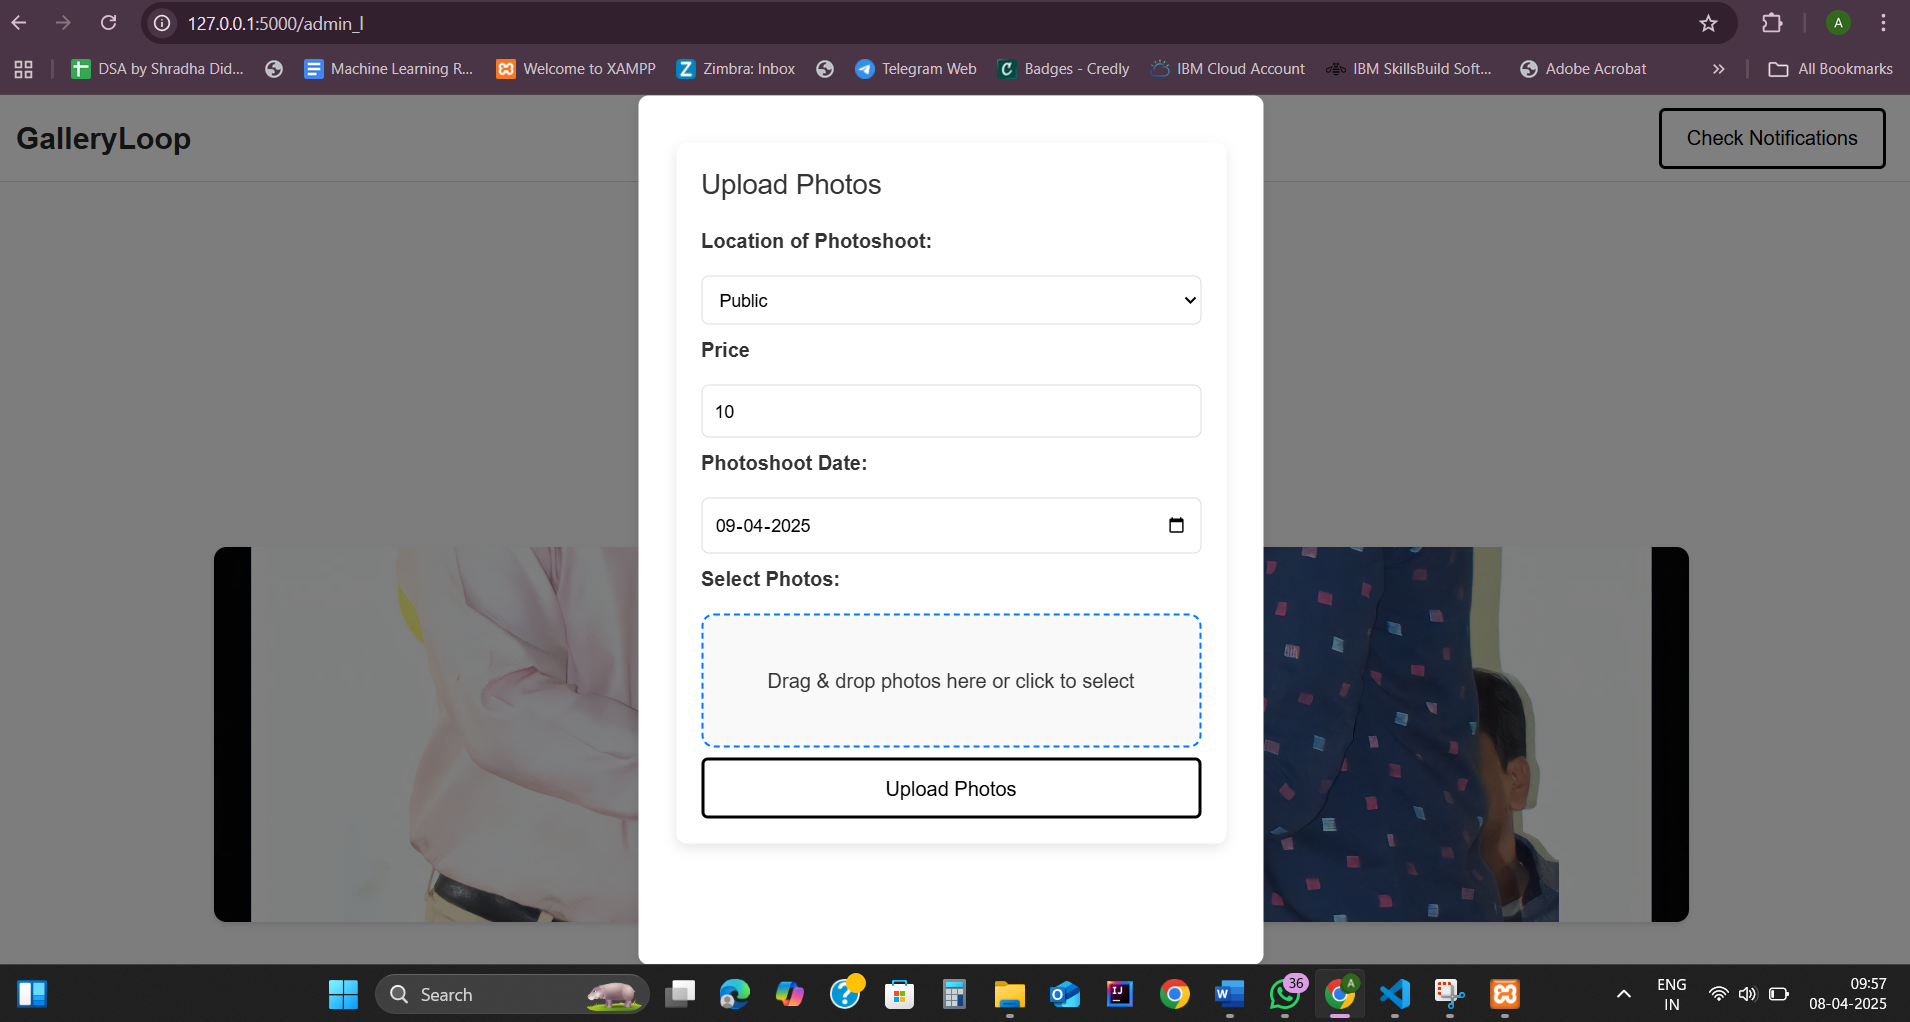 127.0.0.1:5000/admin_l
A
DSA by Shradha Did...
Machine Learning R...
Welcome to XAMPP
Zimbra: Inbox
Telegram Web
Badges - Credly
IBM Cloud Account
IBM SkillsBuild Soft...
Adobe Acrobat
All Bookmarks
GalleryLoop
Check Notifications
Upload Photos
Location of Photoshoot:
Public
Price
10
Photoshoot Date:
09-04-2025
Select Photos:
Drag & drop photos here or click to select
Upload Photos
Search
36
A
ENG
IN
09:57
08-04-2025